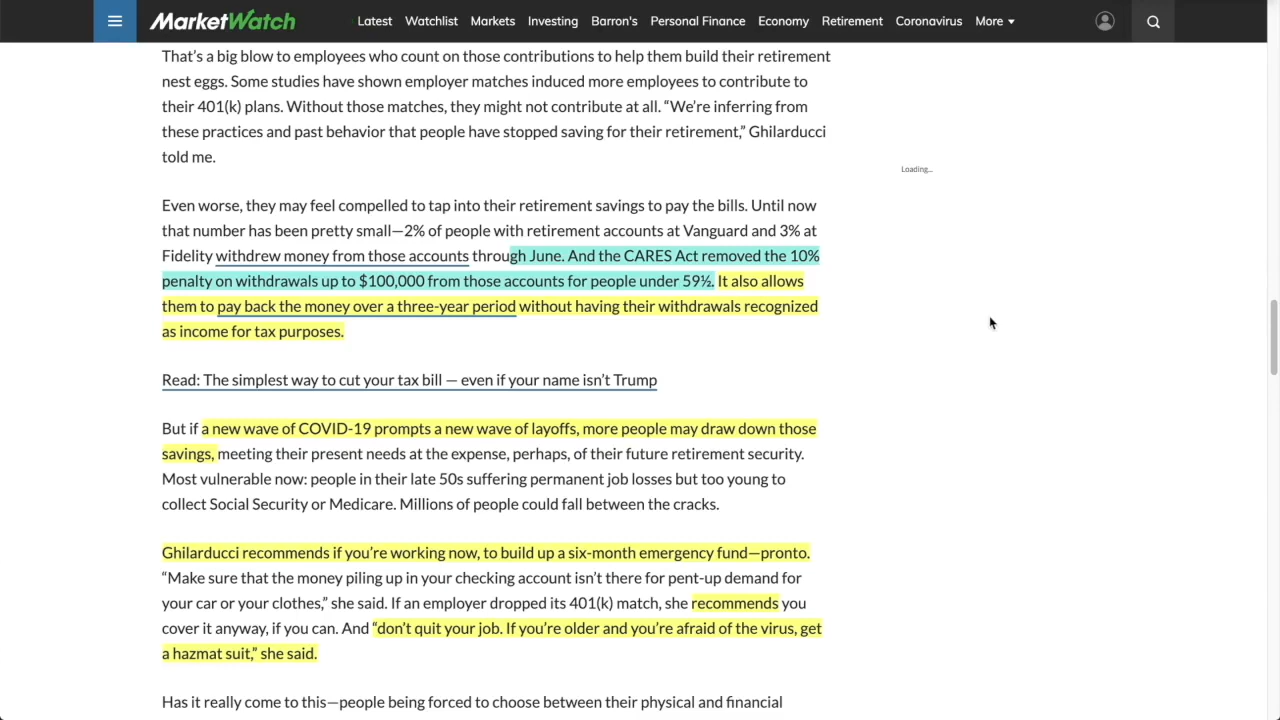 MarketWatch Latest Watchlist Markets Investing Barron's Personal Finance Economy Retirement Coronavirus More
That's a big blow to employees who count on those contributions to help them build their retirement
nest eggs. Some studies have shown employer matches induced more employees to contribute to
their 401(k) plans. Without those matches, they might not contribute at all. “We're inferring from
these practices and past behavior that people have stopped saving for their retirement,” Ghilarducci
told me.
Loading...
Even worse, they may feel compelled to tap into their retirement savings to pay the bills. Until now
that number has been pretty small—2% of people with retirement accounts at Vanguard and 3% at
Fidelity withdrew money from those accounts through June. And the CARES Act removed the 10%
penalty on withdrawals up to $100,000 from those accounts for people under 59½. It also allows
them to pay back the money over a three-year period without having their withdrawals recognized
as income for tax purposes.
Read: The simplest way to cut your tax bill — even if your name isn't Trump
But if a new wave of COVID-19 prompts a new wave of layoffs, more people may draw down those
savings, meeting their present needs at the expense, perhaps, of their future retirement security.
Most vulnerable now: people in their late 50s suffering permanent job losses but too young to
collect Social Security or Medicare. Millions of people could fall between the cracks.
Ghilarducci recommends if you're working now, to build up a six-month emergency fund—pronto.
“Make sure that the money piling up in your checking account isn't there for pent-up demand for
your car or your clothes,” she said. If an employer dropped its 401(k) match, she recommends you
cover it anyway, if you can. And “don't quit your job. If you're older and you're afraid of the virus, get
a hazmat suit,” she said.
Has it really come to this—people being forced to choose between their physical and financial